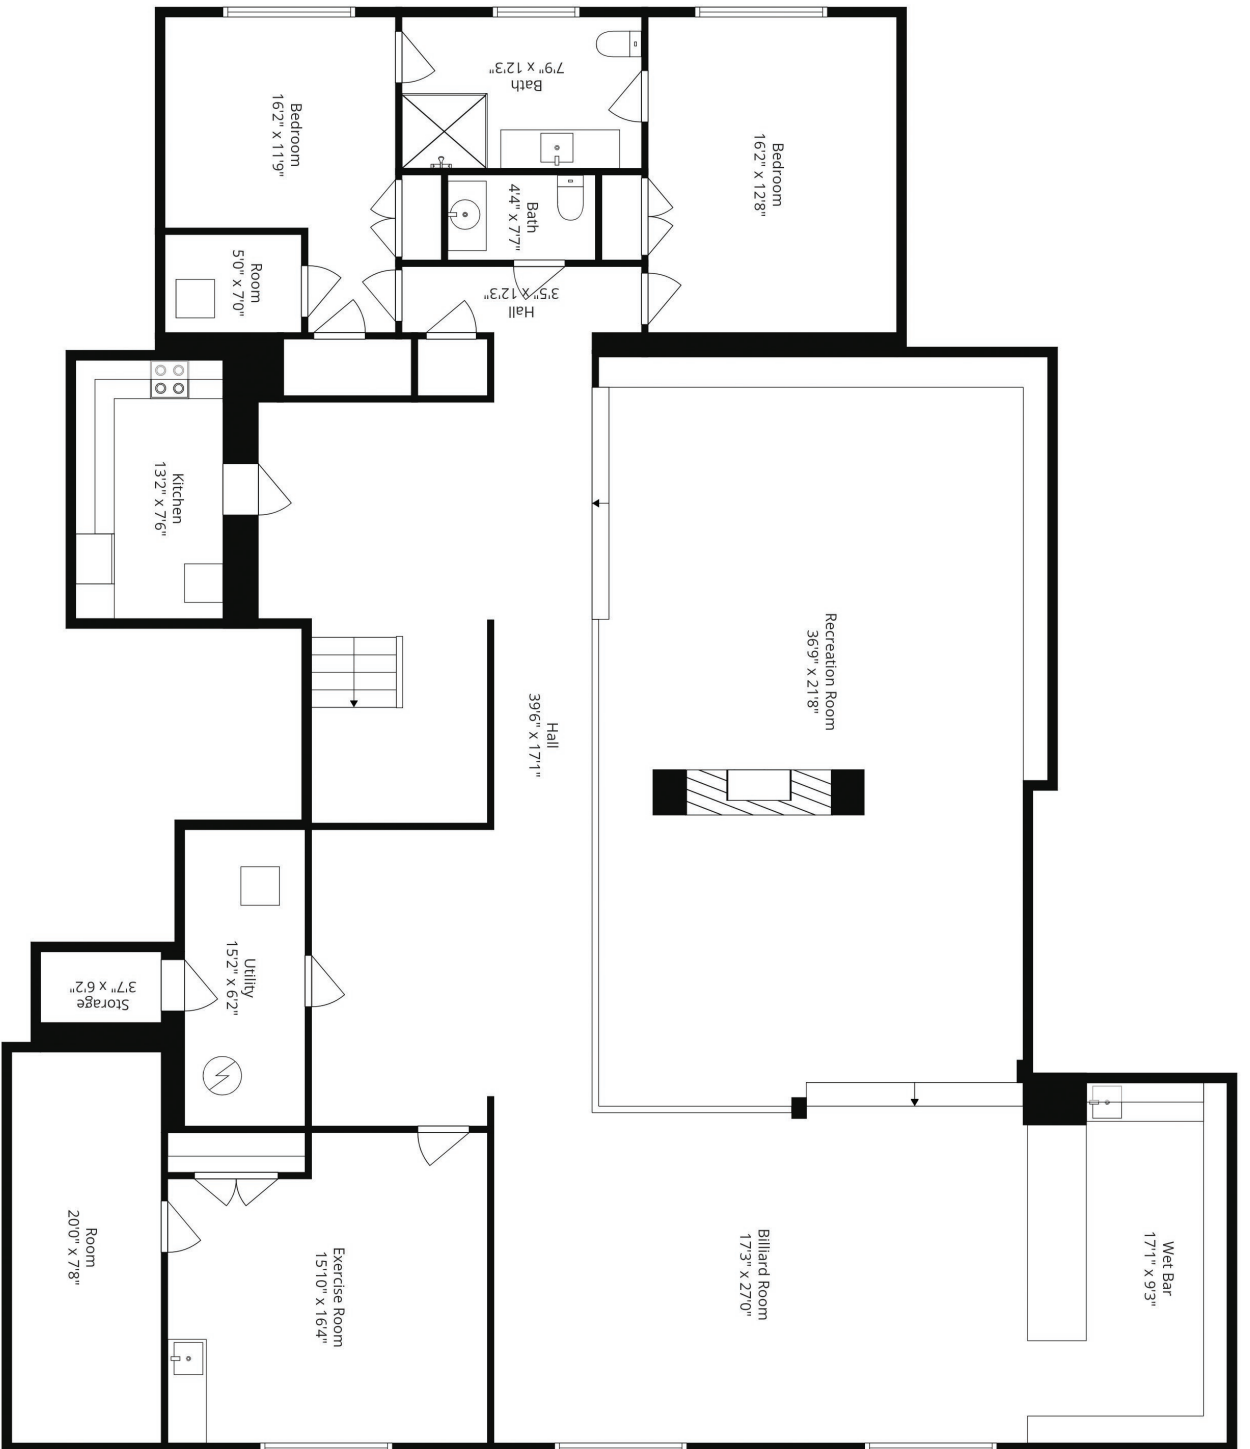 Bedroom
16'2" x 11'9"
Bath
7'9" x 12'3"
Bedroom
16'2" x 12'8"
Bath
4'4" x 7'7"
Room
5'0" x 7'0"
Hall
3'5" x 12'3"
Kitchen
13'2" x 7'6"
Recreation Room
36'9" x 21'8"
Hall
39'6" x 17'1"
Utility
15'2" x 6'2"
Storage
3'7" x 6'2"
Room
20'0" x 7'8"
Exercise Room
15'10" x 16'4"
Billiard Room
17'3" x 27'0"
Wet Bar
17'1" x 9'3"